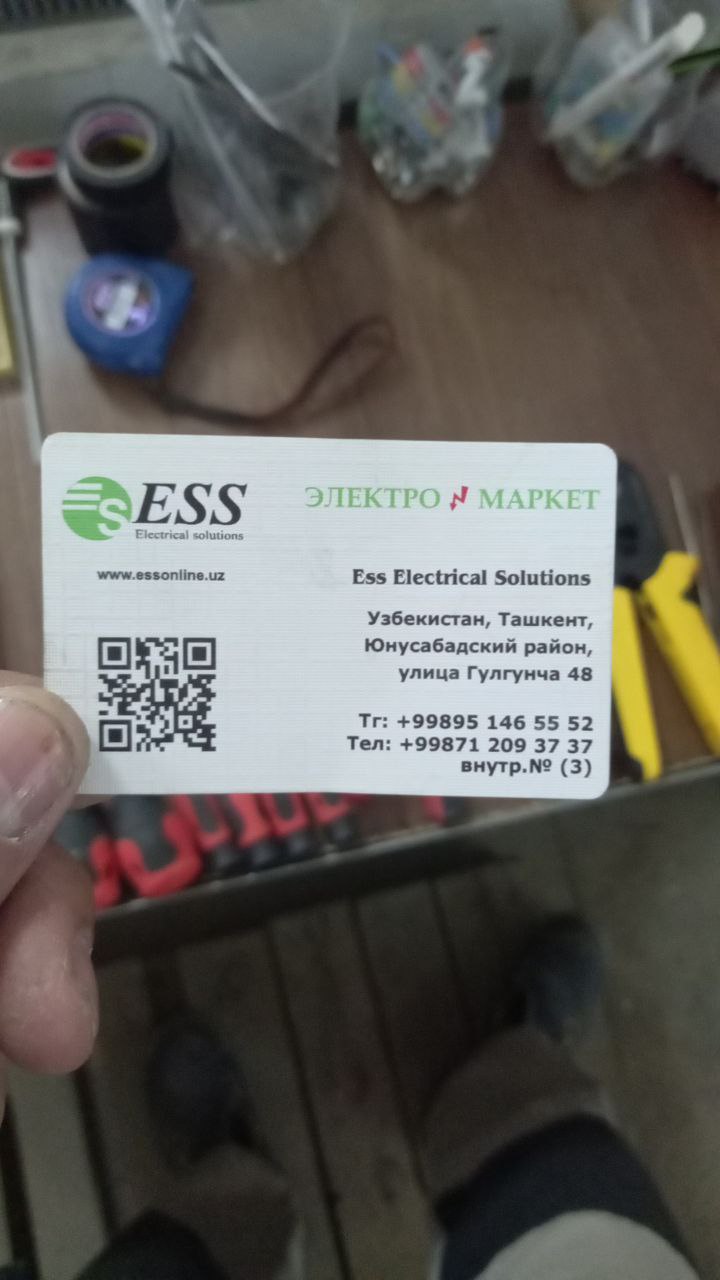 ESS
Electrical solutions
ЭЛЕКТРО МАРКЕТ
www.essonline.uz
Ess Electrical Solutions
Узбекистан, Ташкент,
Юнусабадский район,
улица Гулгунча 48
Тг: +99895 146 55 52
Тел: +99871 209 37 37
внутр.№ (3)